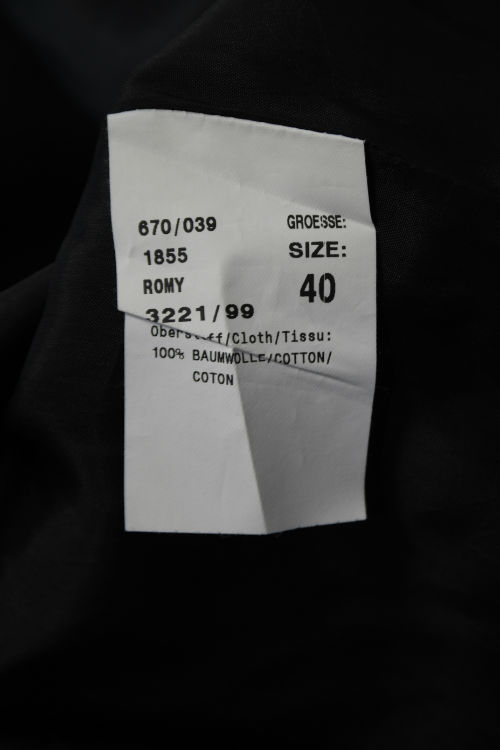 670/039
1855
ROMY
3221/99
GROESSE:
SIZE:
40
Oberstoff/Cloth/Tissu:
100% BAUMWOLLE/COTTON/
COTON